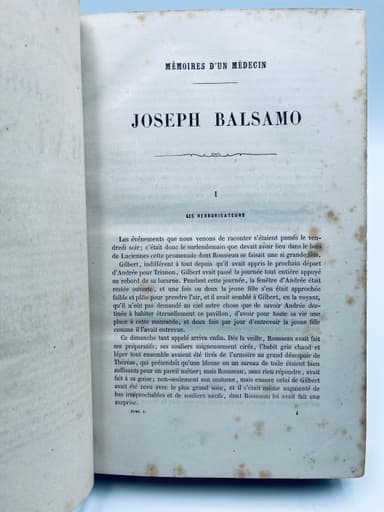 MÉMOIRES D'UN MÉDECIN
JOSEPH BALSAMO
I
LES HERBORISATEURS
Les événements que nous venons de raconter s'étaient passés le ven-
dredi soir; c'était donc le surlendemain que devait avoir lieu dans le bois
de Luciennes cette promenade dont Rousseau se faisait une si grande fête.
Gilbert, indifférent à tout depuis qu'il avait appris le prochain départ
d'Andrée pour Trianon, Gilbert avait passé la journée tout entière appuyé
au rebord de sa lucarne. Pendant cette journée, la fenêtre d'Andrée était
restée ouverte, et une fois ou deux la jeune fille s'en était approchée
faible et pâlie pour prendre l'air, et il avait semblé à Gilbert, en la voyant,
qu'il n'eût pas demandé au ciel autre chose que de savoir Andrée des-
tinée à habiter éternellement ce pavillon, d'avoir pour toute sa vie une
place à cette mansarde, et deux fois par jour d'entrevoir la jeune fille
comme il l'avait entrevue.
Ce dimanche tant appelé arriva enfin. Dès la veille, Rousseau avait fait
ses préparatifs; ses souliers soigneusement cirés, l'habit gris chaud et
léger tout ensemble avaient été tirés de l'armoire au grand désespoir de
Thérèse, qui prétendait qu'une blouse ou un sarrau de toile étaient bien
suffisants pour un pareil métier; mais Rousseau, sans rien répondre, avait
fait à sa guise; non-seulement son costume, mais encore celui de Gilbert
avait été revu avec le plus grand soin, et il s'était même augmenté de
bas irréprochables et de souliers neufs, dont Rousseau lui avait fait une
surprise.